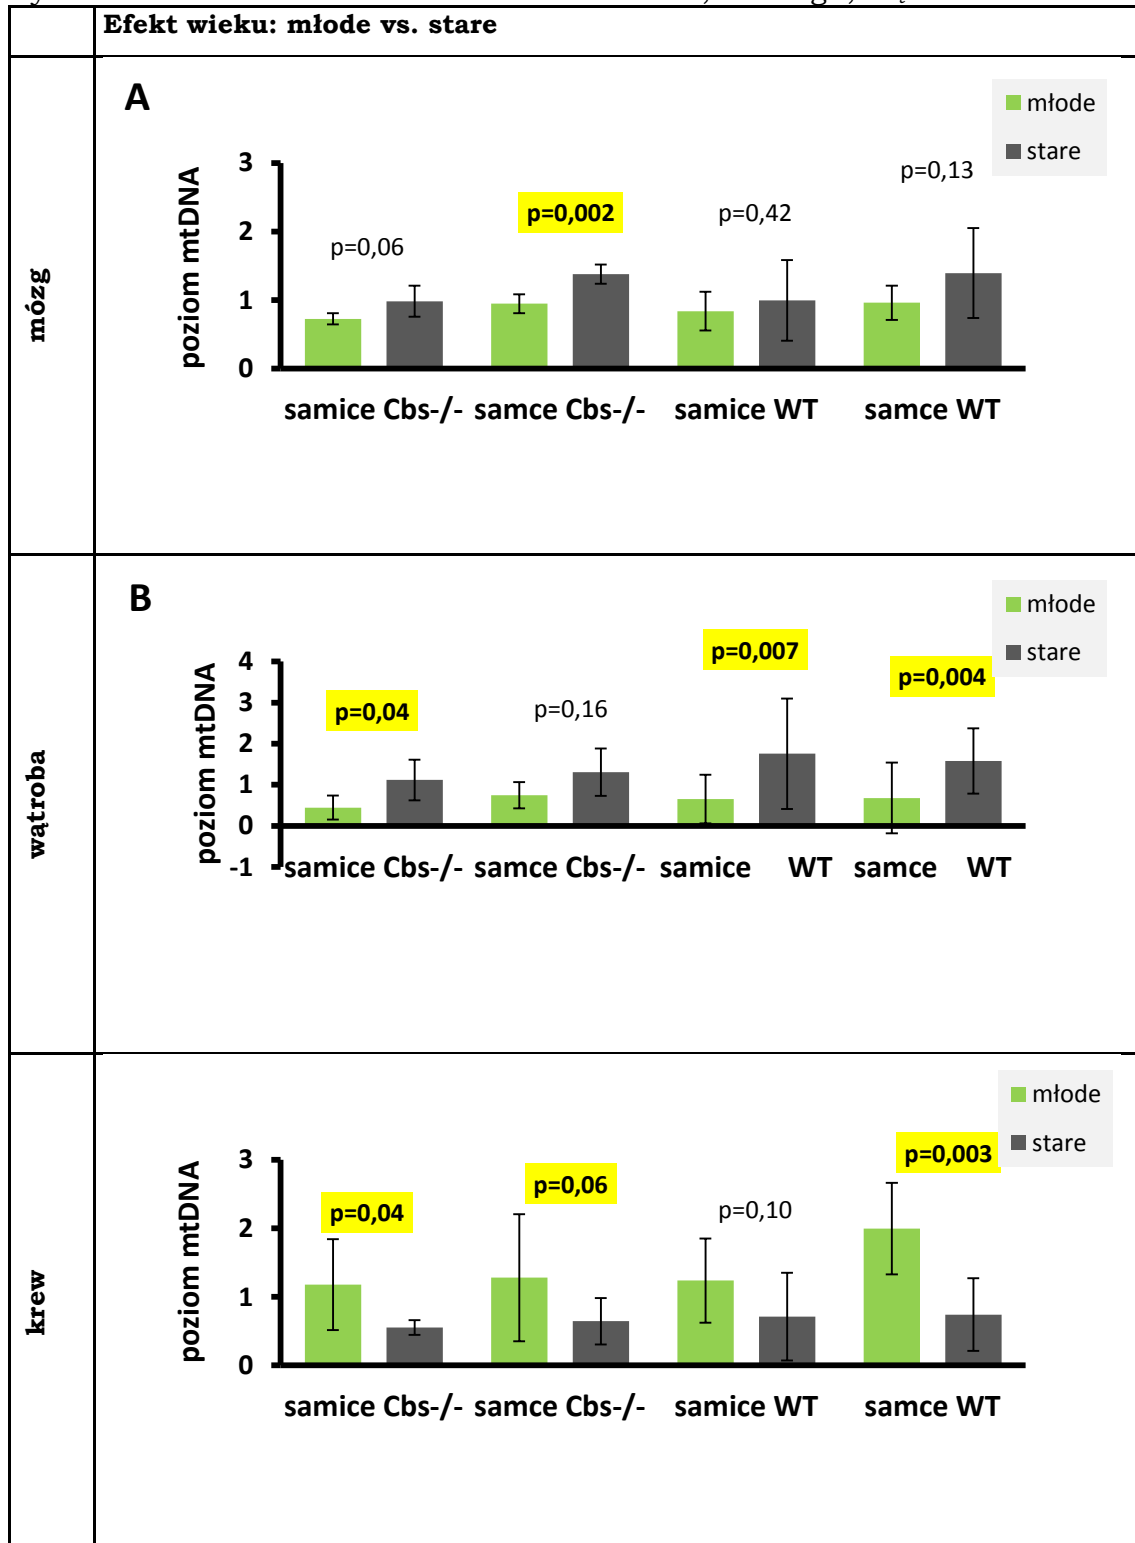 Efekt wieku: młode vs. stare
mózg
A
młode
stare
poziom mtDNA
3
2
1
0
p=0,06
p=0,002
p=0,42
p=0,13
samice Cbs-/- samce Cbs-/- samice WT samce WT
wątroba
B
młode
stare
poziom mtDNA
4
3
2
1
0
-1
p=0,04
p=0,16
p=0,007
p=0,004
samice Cbs-/- samce Cbs-/- samice WT samce WT
krew
młode
stare
poziom mtDNA
3
2
1
0
p=0,04
p=0,06
p=0,10
p=0,003
samice Cbs-/- samce Cbs-/- samice WT samce WT